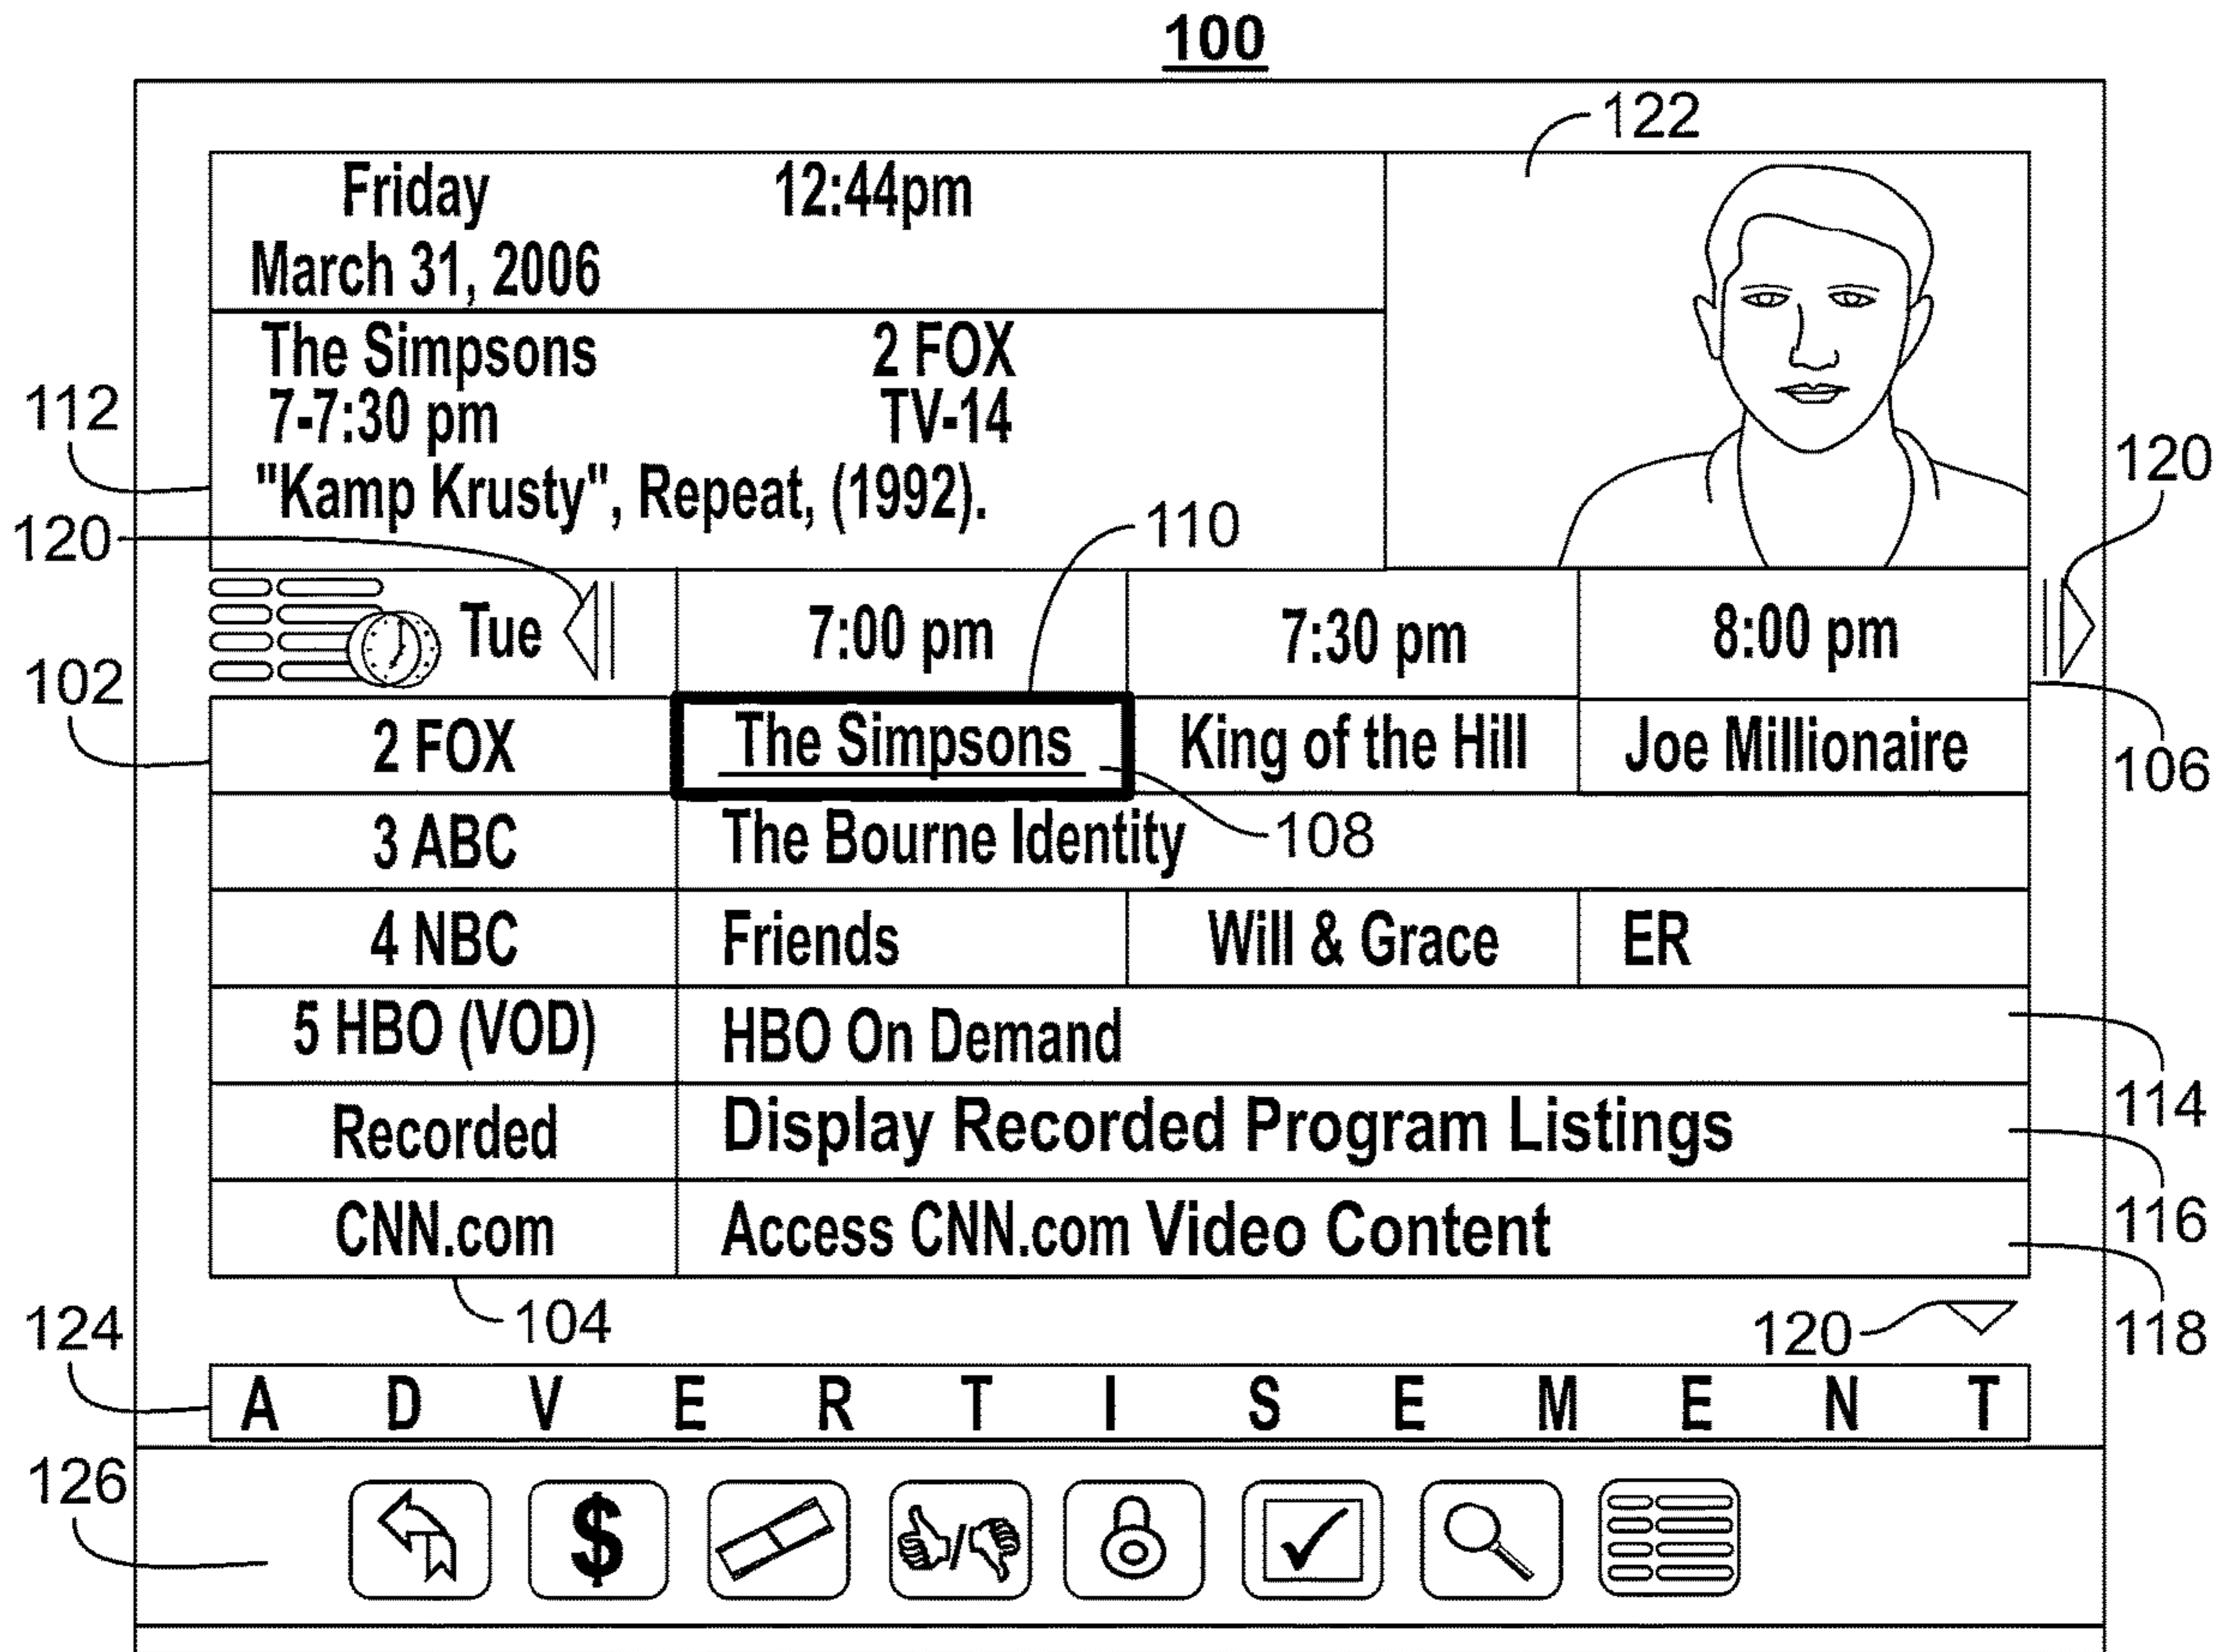 100
122
Friday 12:44pm
March 31, 2006
The Simpsons 2 FOX
112
7-7:30 pm TV-14
120
"Kamp Krusty", Repeat, (1992).
110
120
Tue 7:00 pm 7:30 pm 8:00 pm
102
2 FOX The Simpsons King of the Hill Joe Millionaire
106
3 ABC The Bourne Identity
108
4 NBC Friends Will & Grace ER
5 HBO (VOD) HBO On Demand
114
Recorded Display Recorded Program Listings
116
CNN.com Access CNN.com Video Content
124
104
120
118
A D V E R T I S E M E N T
126
$
/